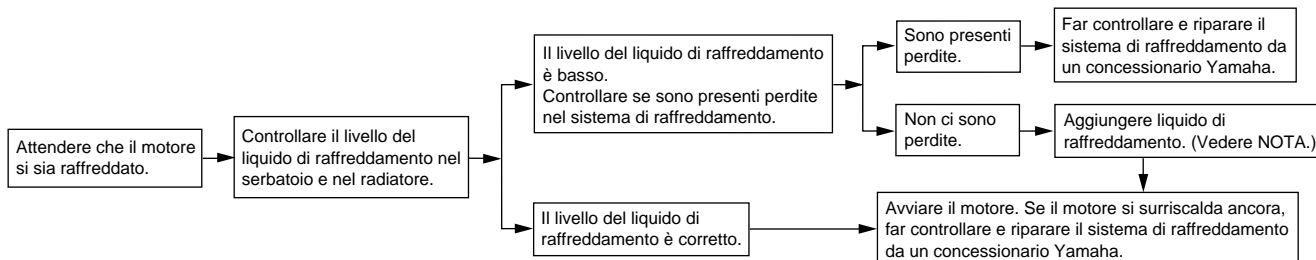 Attendere che il motore
si sia raffreddato.
Controllare il livello del
liquido di raffreddamento nel
serbatoio e nel radiatore.
Il livello del liquido di raffreddamento
è basso.
Controllare se sono presenti perdite
nel sistema di raffreddamento.
Sono presenti
perdite.
Far controllare e riparare il
sistema di raffreddamento da
un concessionario Yamaha.
Non ci sono
perdite.
Aggiungere liquido di
raffreddamento. (Vedere NOTA.)
Il livello del liquido di
raffreddamento è corretto.
Avviare il motore. Se il motore si surriscalda ancora,
far controllare e riparare il sistema di raffreddamento
da un concessionario Yamaha.